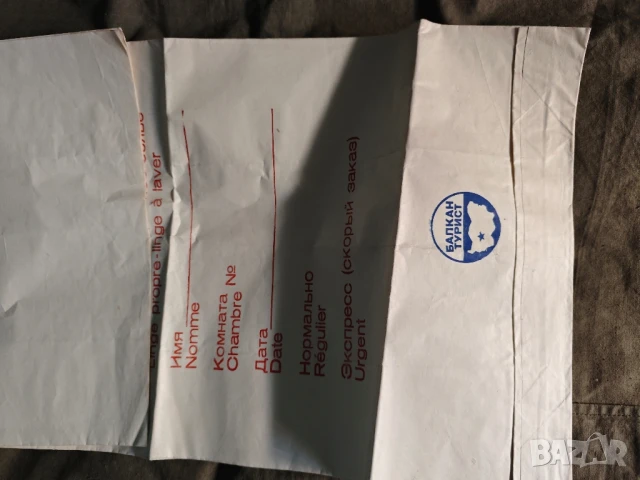 Linge propre-linge à laver
Имя
Nomme
Комната №
Chambre №
Дата
Date
Нормально
Régulier
Экспресс (скорый заказ)
Urgent
БАЛКАН
ТУРИСТ
BAZAR